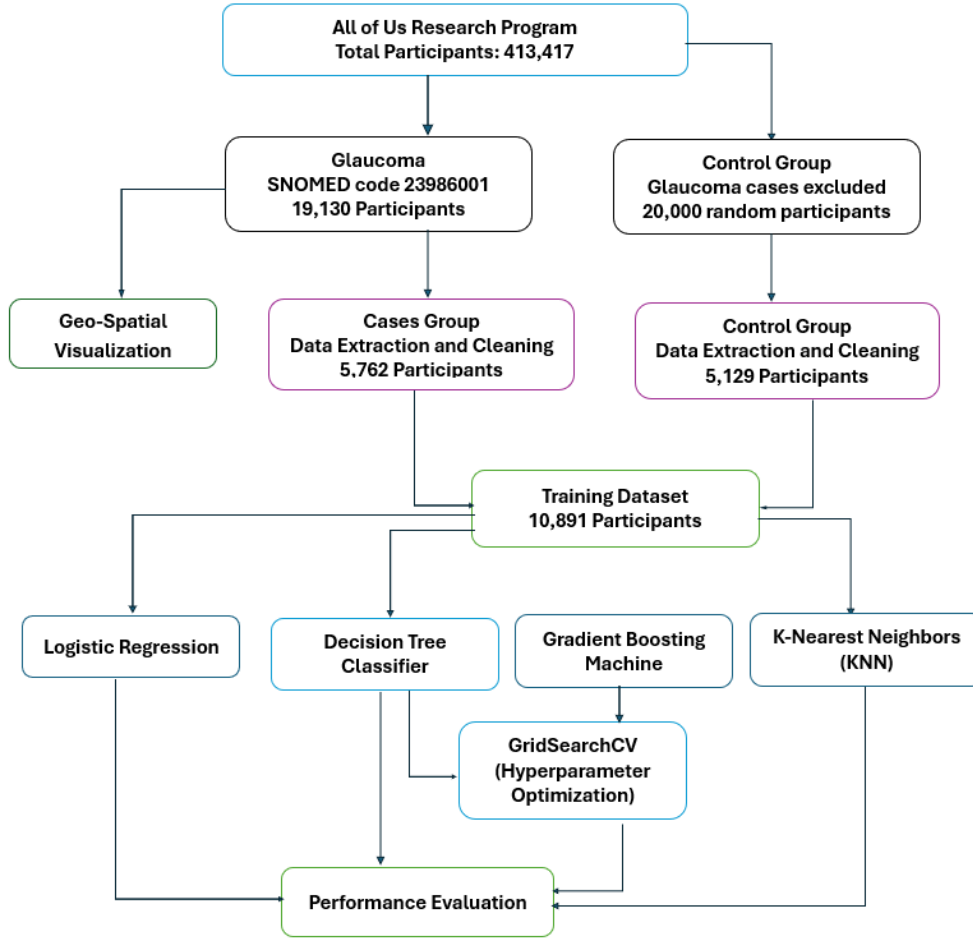 All of Us Research Program
Total Participants: 413,417
Glaucoma
SNOMED code 23986001
19,130 Participants
Control Group
Glaucoma cases excluded
20,000 random participants
Geo-Spatial
Visualization
Cases Group
Data Extraction and Cleaning
5,762 Participants
Control Group
Data Extraction and Cleaning
5,129 Participants
Training Dataset
10,891 Participants
Logistic Regression
Decision Tree
Classifier
Gradient Boosting
Machine
K-Nearest Neighbors
(KNN)
GridSearchCV
(Hyperparameter
Optimization)
Performance Evaluation